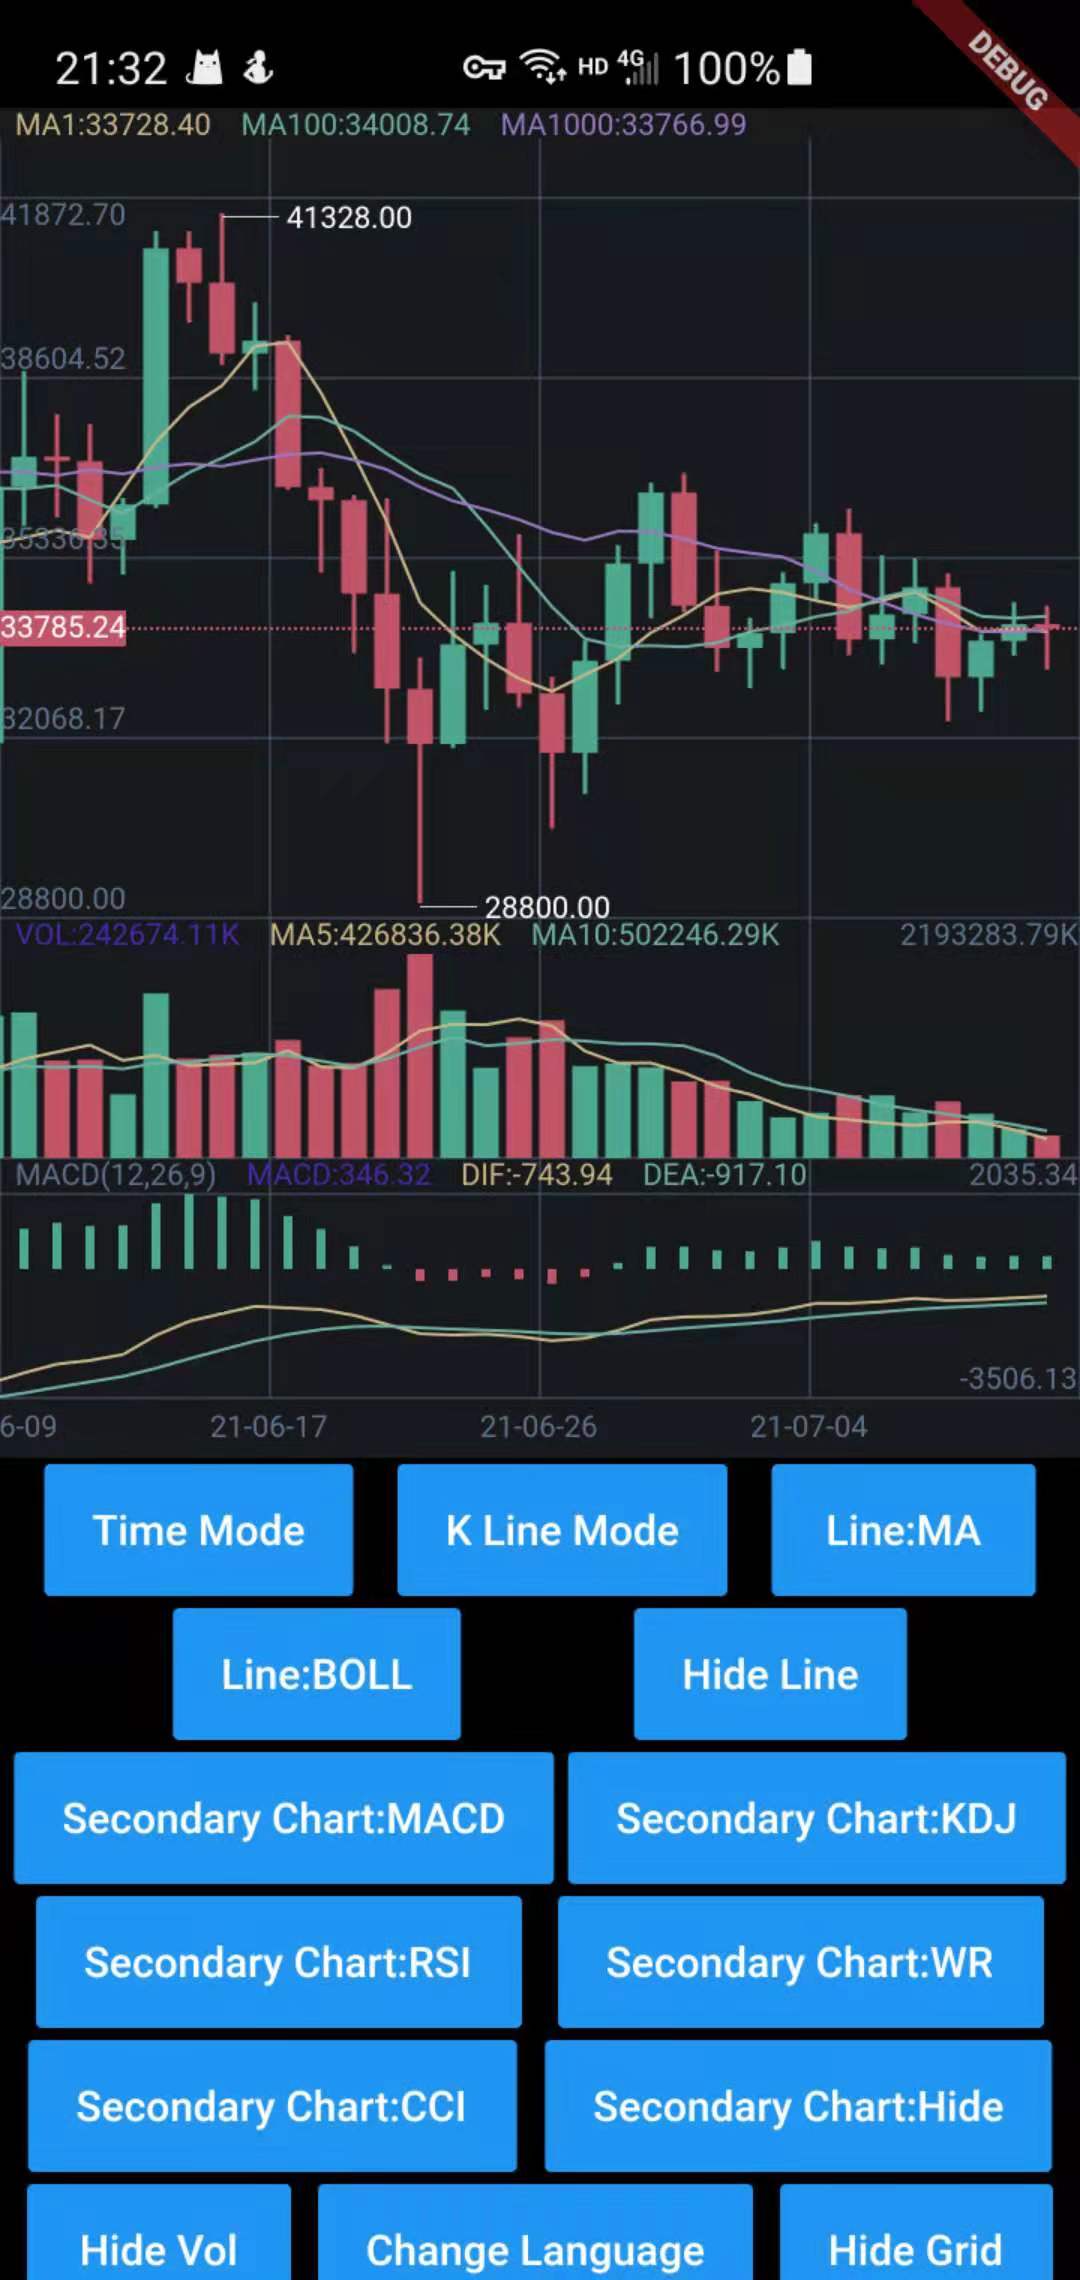 21:32 HD 4G 100%
DEBUG
MA1:33728.40 MA100:34008.74 MA1000:33766.99
41872.70
41328.00
38604.52
35336.35
33785.24
32068.17
28800.00
28800.00
VOL:242674.11K MA5:426836.38K MA10:502246.29K 2193283.79K
MACD(12,26,9) MACD:346.32 DIF:-743.94 DEA:-917.10 2035.34
-3506.13
6-09 21-06-17 21-06-26 21-07-04
Time Mode K Line Mode Line:MA
Line:BOLL Hide Line
Secondary Chart:MACD Secondary Chart:KDJ
Secondary Chart:RSI Secondary Chart:WR
Secondary Chart:CCI Secondary Chart:Hide
Hide Vol Change Language Hide Grid